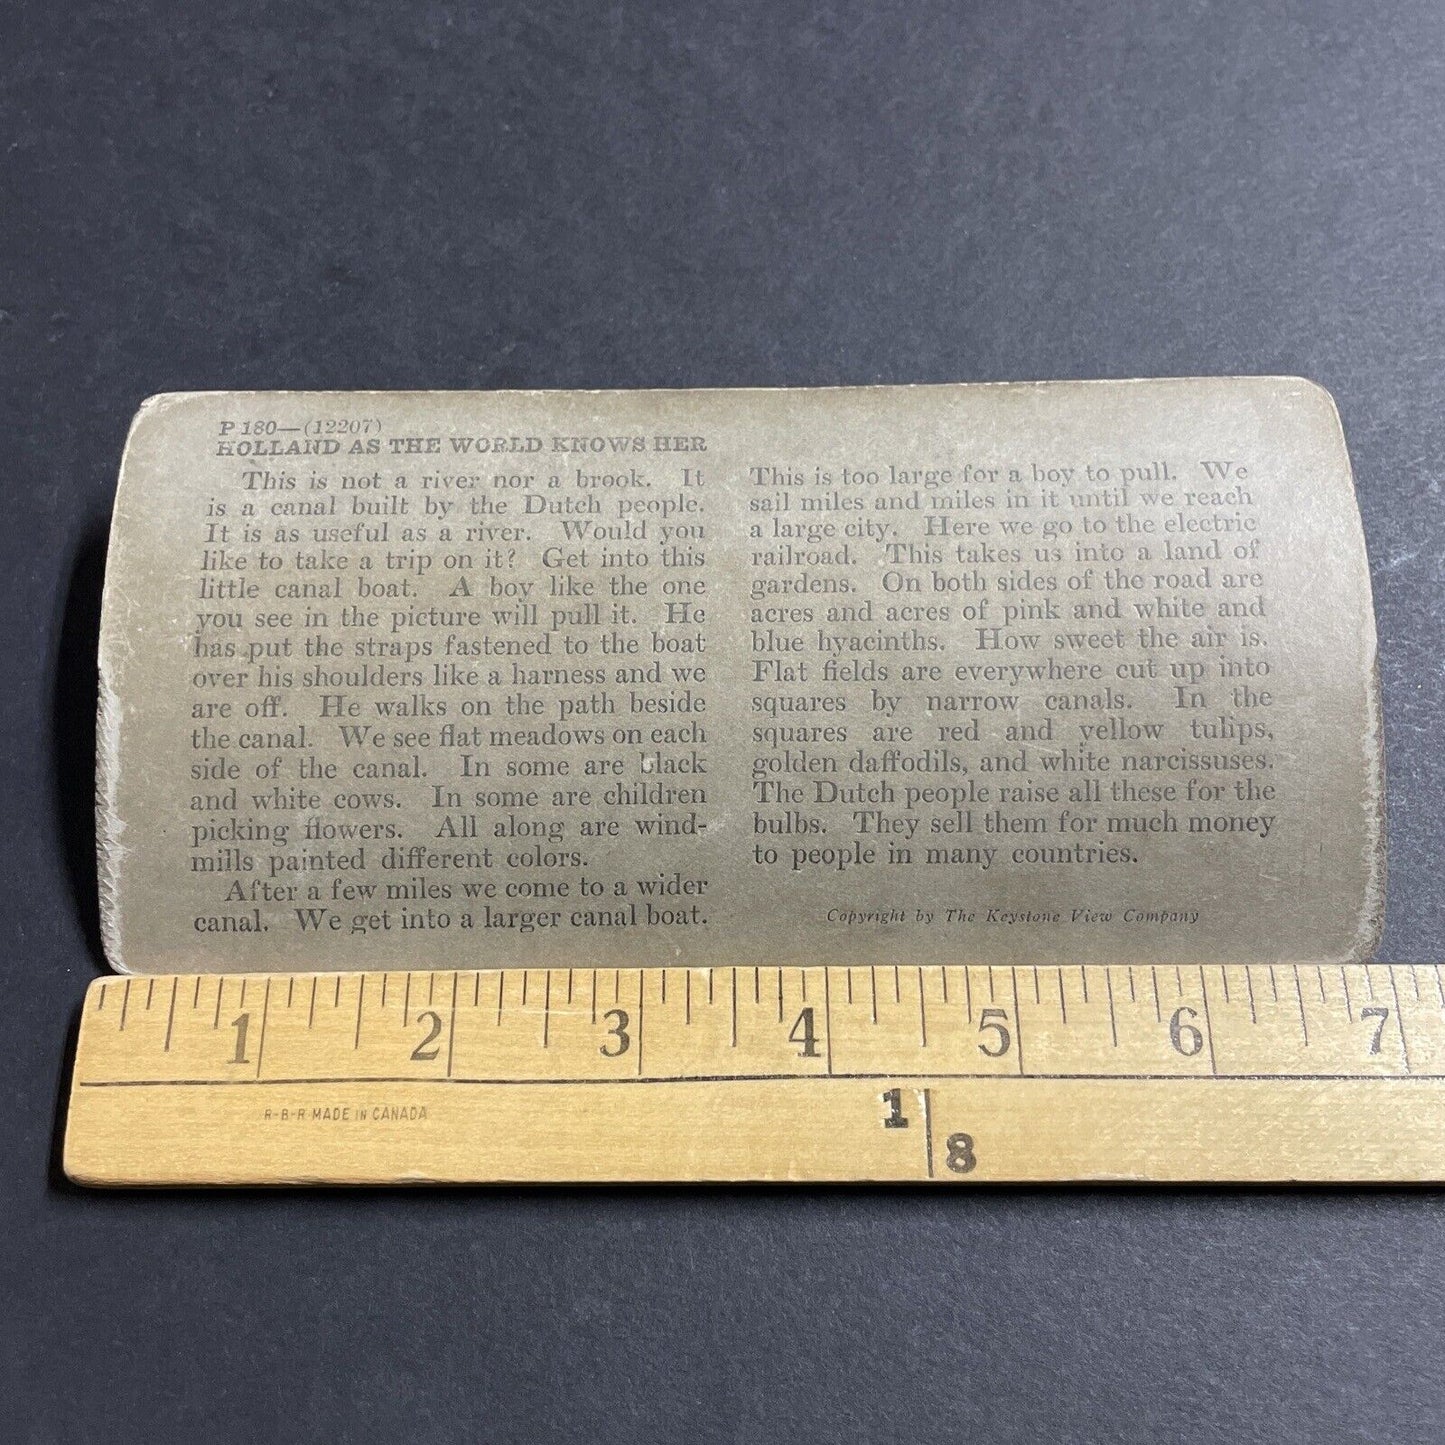 P 180—(12207)
HOLLAND AS THE WORLD KNOWS HER
This is not a river nor a brook. It
is a canal built by the Dutch people.
It is as useful as a river. Would you
like to take a trip on it? Get into this
little canal boat. A boy like the one
you see in the picture will pull it. He
has put the straps fastened to the boat
over his shoulders like a harness and we
are off. He walks on the path beside
the canal. We see flat meadows on each
side of the canal. In some are black
and white cows. In some are children
picking flowers. All along are wind-
mills painted different colors.
After a few miles we come to a wider
canal. We get into a larger canal boat.
This is too large for a boy to pull. We
sail miles and miles in it until we reach
a large city. Here we go to the electric
railroad. This takes us into a land of
gardens. On both sides of the road are
acres and acres of pink and white and
blue hyacinths. How sweet the air is.
Flat fields are everywhere cut up into
squares by narrow canals. In the
squares are red and yellow tulips,
golden daffodils, and white narcissuses.
The Dutch people raise all these for the
bulbs. They sell them for much money
to people in many countries.
Copyright by The Keystone View Company
1 2 3 4 5 6 7
R-B-R MADE IN CANADA
1
8